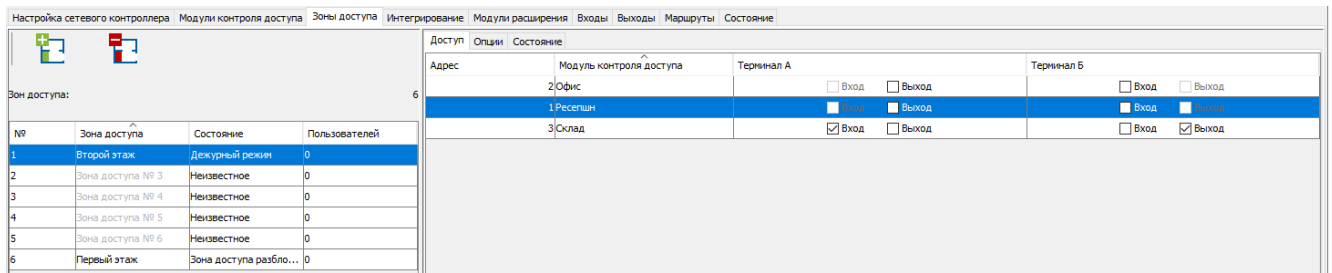 Настройка сетевого контроллера Модули контроля доступа Зоны доступа Интегрирование Модули расширения Входы Выходы Маршруты Состояние
Зон доступа: 6
№ Зона доступа Состояние Пользователей
1 Второй этаж Дежурный режим 0
2 Зона доступа № 3 Неизвестное 0
3 Зона доступа № 4 Неизвестное 0
4 Зона доступа № 5 Неизвестное 0
5 Зона доступа № 6 Неизвестное 0
6 Первый этаж Зона доступа разбло... 0
Доступ Опции Состояние
Адрес Модуль контроля доступа Терминал А Терминал Б
2 Офис Вход Выход Вход Выход
1 Ресепшн Вход Выход Вход Выход
3 Склад Вход Выход Вход Выход